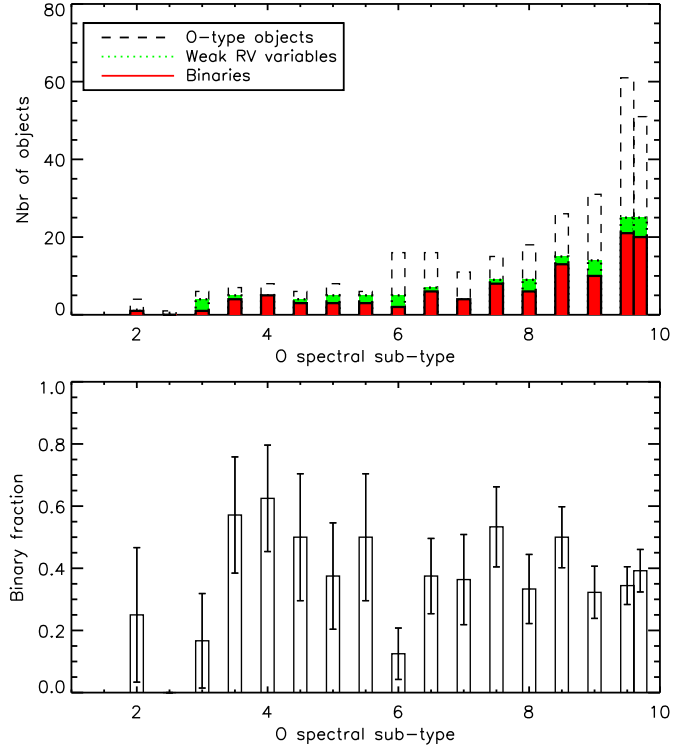 80
60
40
20
0
Nbr of objects
O-type objects
Weak RV variables
Binaries
2 4 6 8 10
O spectral sub-type
1.0
0.8
0.6
0.4
0.2
0.0
Binary fraction
2 4 6 8 10
O spectral sub-type